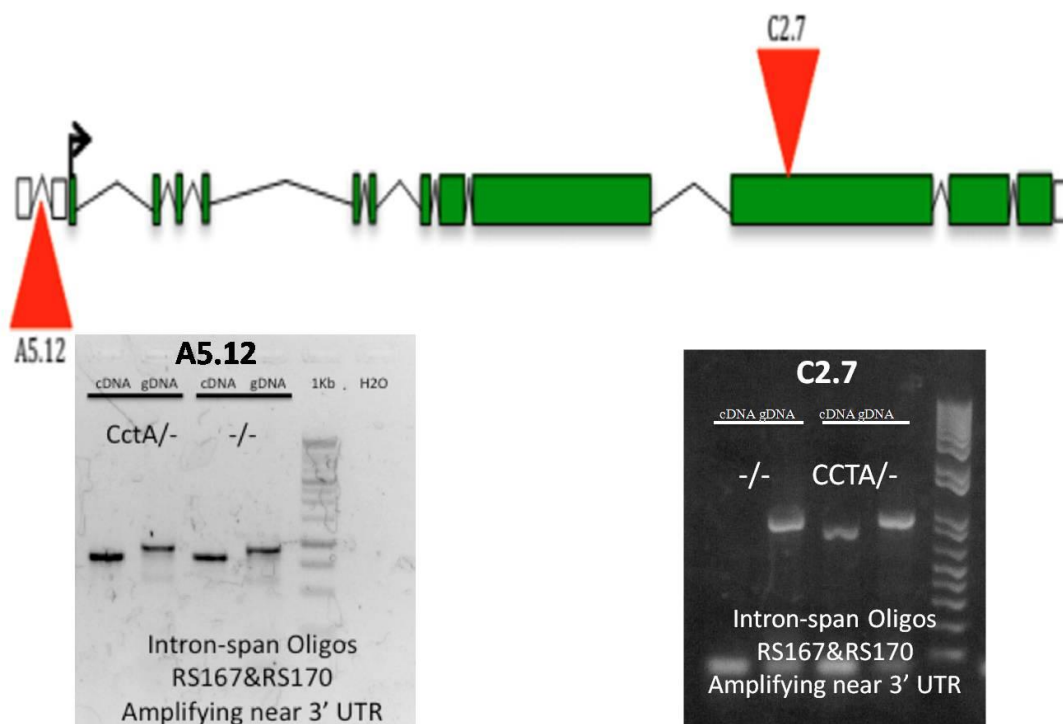 C2.7
A5.12
A5.12
cDNA gDNA cDNA gDNA 1Kb H2O
CctA/- -/-
Intron-span Oligos
RS167&RS170
Amplifying near 3’ UTR
C2.7
cDNA gDNA cDNA gDNA
-/- CCTA/-
Intron-span Oligos
RS167&RS170
Amplifying near 3’ UTR